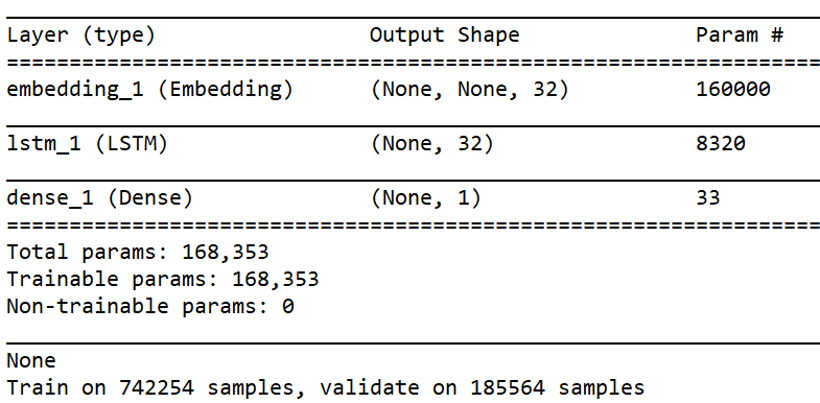 Layer (type) Output Shape Param #
=================================================================
embedding_1 (Embedding) (None, None, 32) 160000
lstm_1 (LSTM) (None, 32) 8320
dense_1 (Dense) (None, 1) 33
=================================================================
Total params: 168,353
Trainable params: 168,353
Non-trainable params: 0
None
Train on 742254 samples, validate on 185564 samples